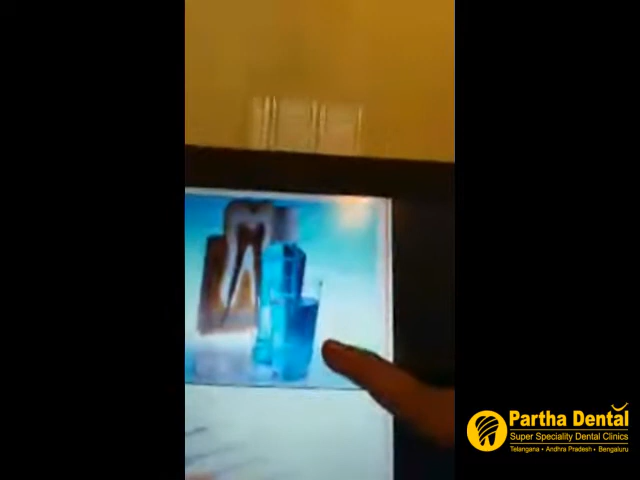 Partha Dental
Super Speciality Dental Clinics
Telangana • Andhra Pradesh • Bengaluru